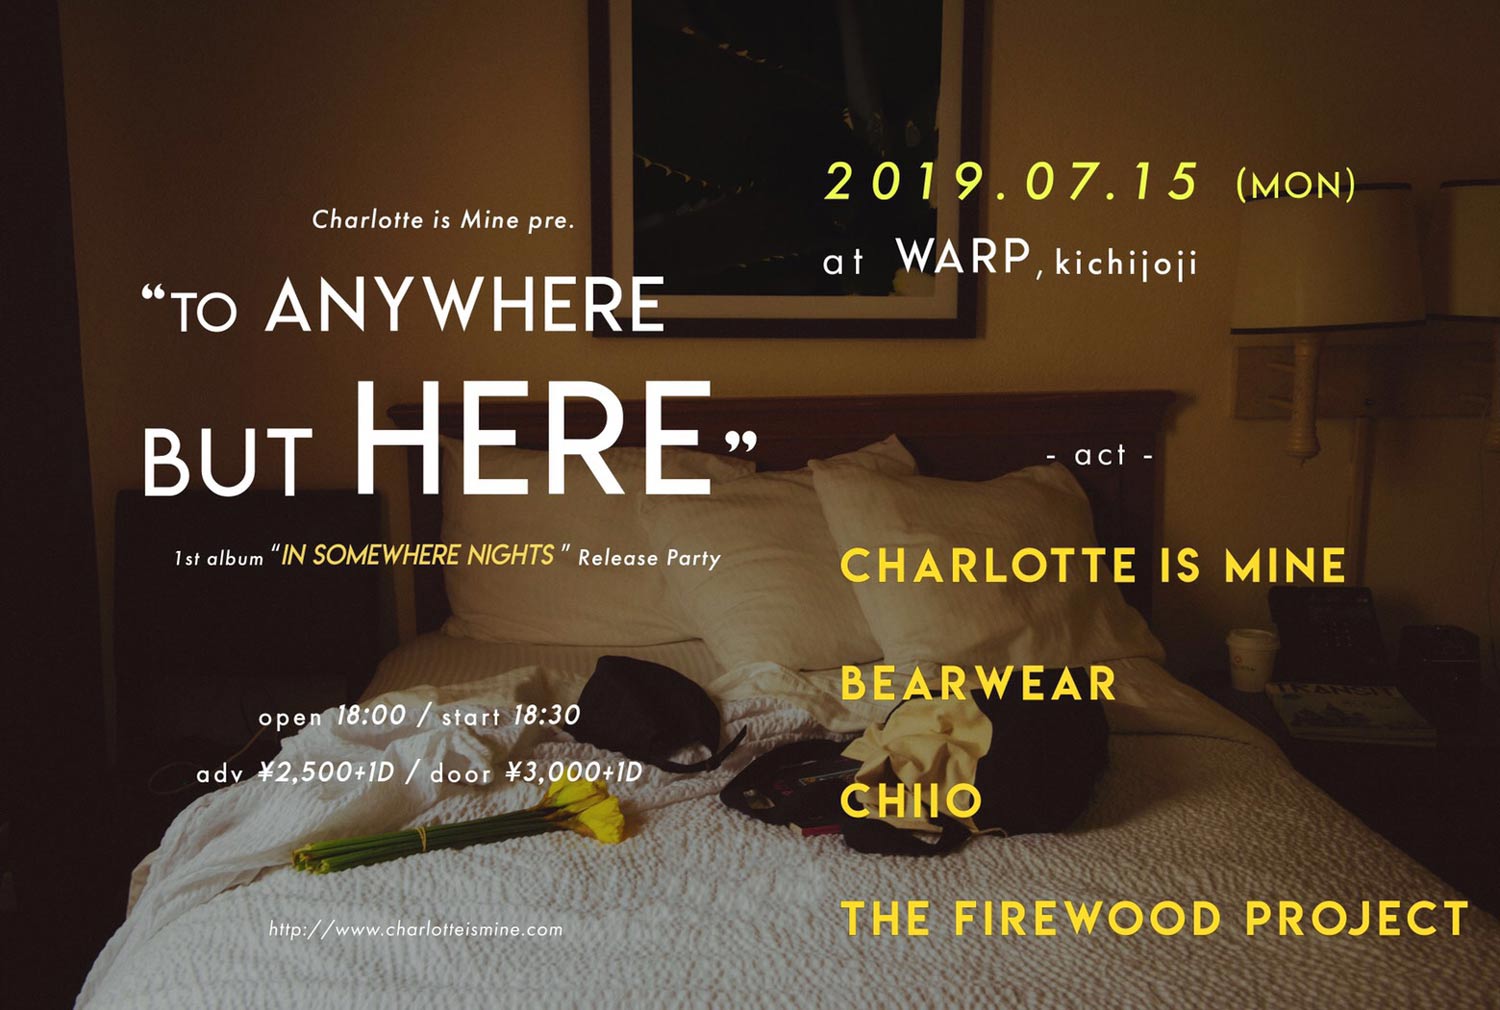 Charlotte is Mine pre.
“TO ANYWHERE
BUT HERE”
1st album “IN SOMEWHERE NIGHTS” Release Party
open 18:00 / start 18:30
adv ¥2,500+1D / door ¥3,000+1D
http://www.charlotteismine.com
2019.07.15 (MON)
at WARP, kichijoji
- act -
CHARLOTTE IS MINE
BEARWEAR
CHIIO
THE FIREWOOD PROJECT
TRANSIT